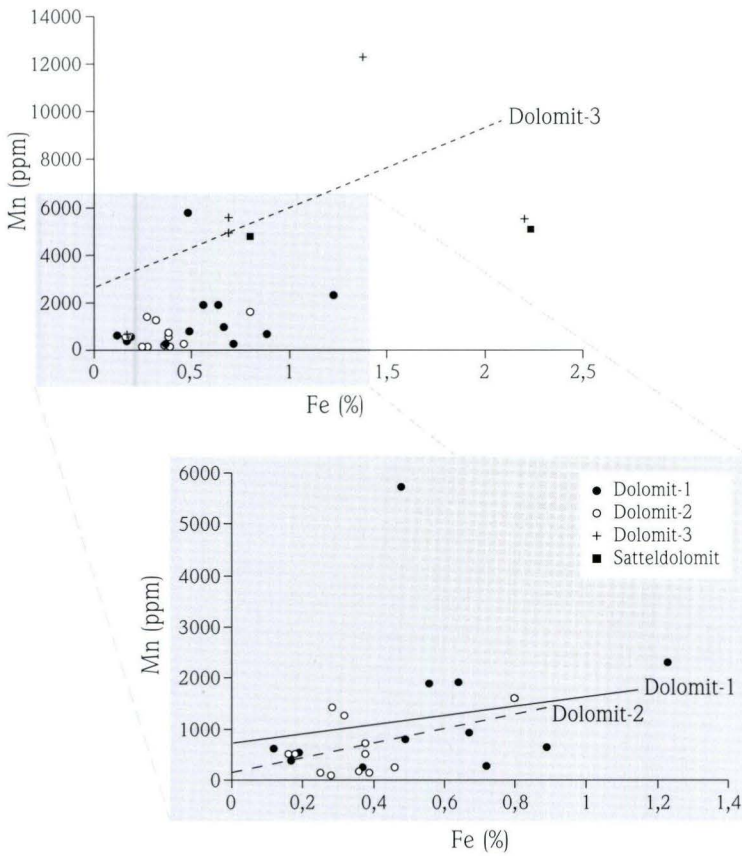 14000
12000
10000
8000
6000
4000
2000
0
Mn (ppm)
Dolomit-3
0 0,5 1 1,5 2 2,5
Fe (%)
6000
5000
4000
3000
2000
1000
0
Mn (ppm)
Dolomit-1
Dolomit-2
Dolomit-3
Satteldolomit
Dolomit-1
Dolomit-2
0 0,2 0,4 0,6 0,8 1 1,2 1,4
Fe (%)